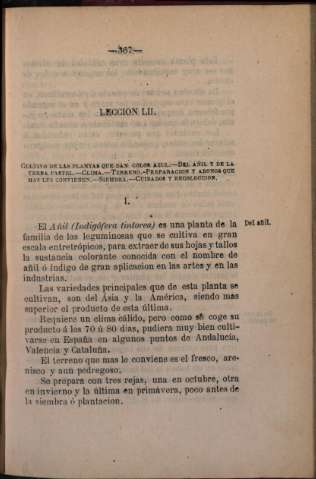 —367—
LECCION LII.
CULTIVO DE LAS PLANTAS QUE DAN COLOR AZUL.—DEL AÑIL Y DE LA
YERBA PASTEL.—CLIMA.—TERRENO.—PREPARACION Y ABONOS QUE
MAS LES CONVIENEN.—SIEMBRA.—CUIDADOS Y RECOLECCION.
I.
El Añil (Indigófera tintorea) es una planta de la
Del añil.
familia de las leguminosas que se cultiva en gran
escala entretrópicos, para extraer de sus hojas y tallos
la sustancia colorante conocida con el nombre de
añil ó índigo de gran aplicacion en las artes y en las
industrias.
Las variedades principales que de esta planta se
cultivan, son del Asia y la América, siendo mas
superior el producto de esta última.
Requiere un clima cálido, pero como se coge su
producto á los 70 ú 80 dias, pudiera muy bien culti-
varse en España en algunos puntos de Andalucía,
Valencia y Cataluña.
El terreno que mas le conviene es el fresco, are-
nisco y aun pedregoso.
Se prepara con tres rejas, una en octubre, otra
en invierno y la última en primávera, poco antes de
la siembra ó plantacion.